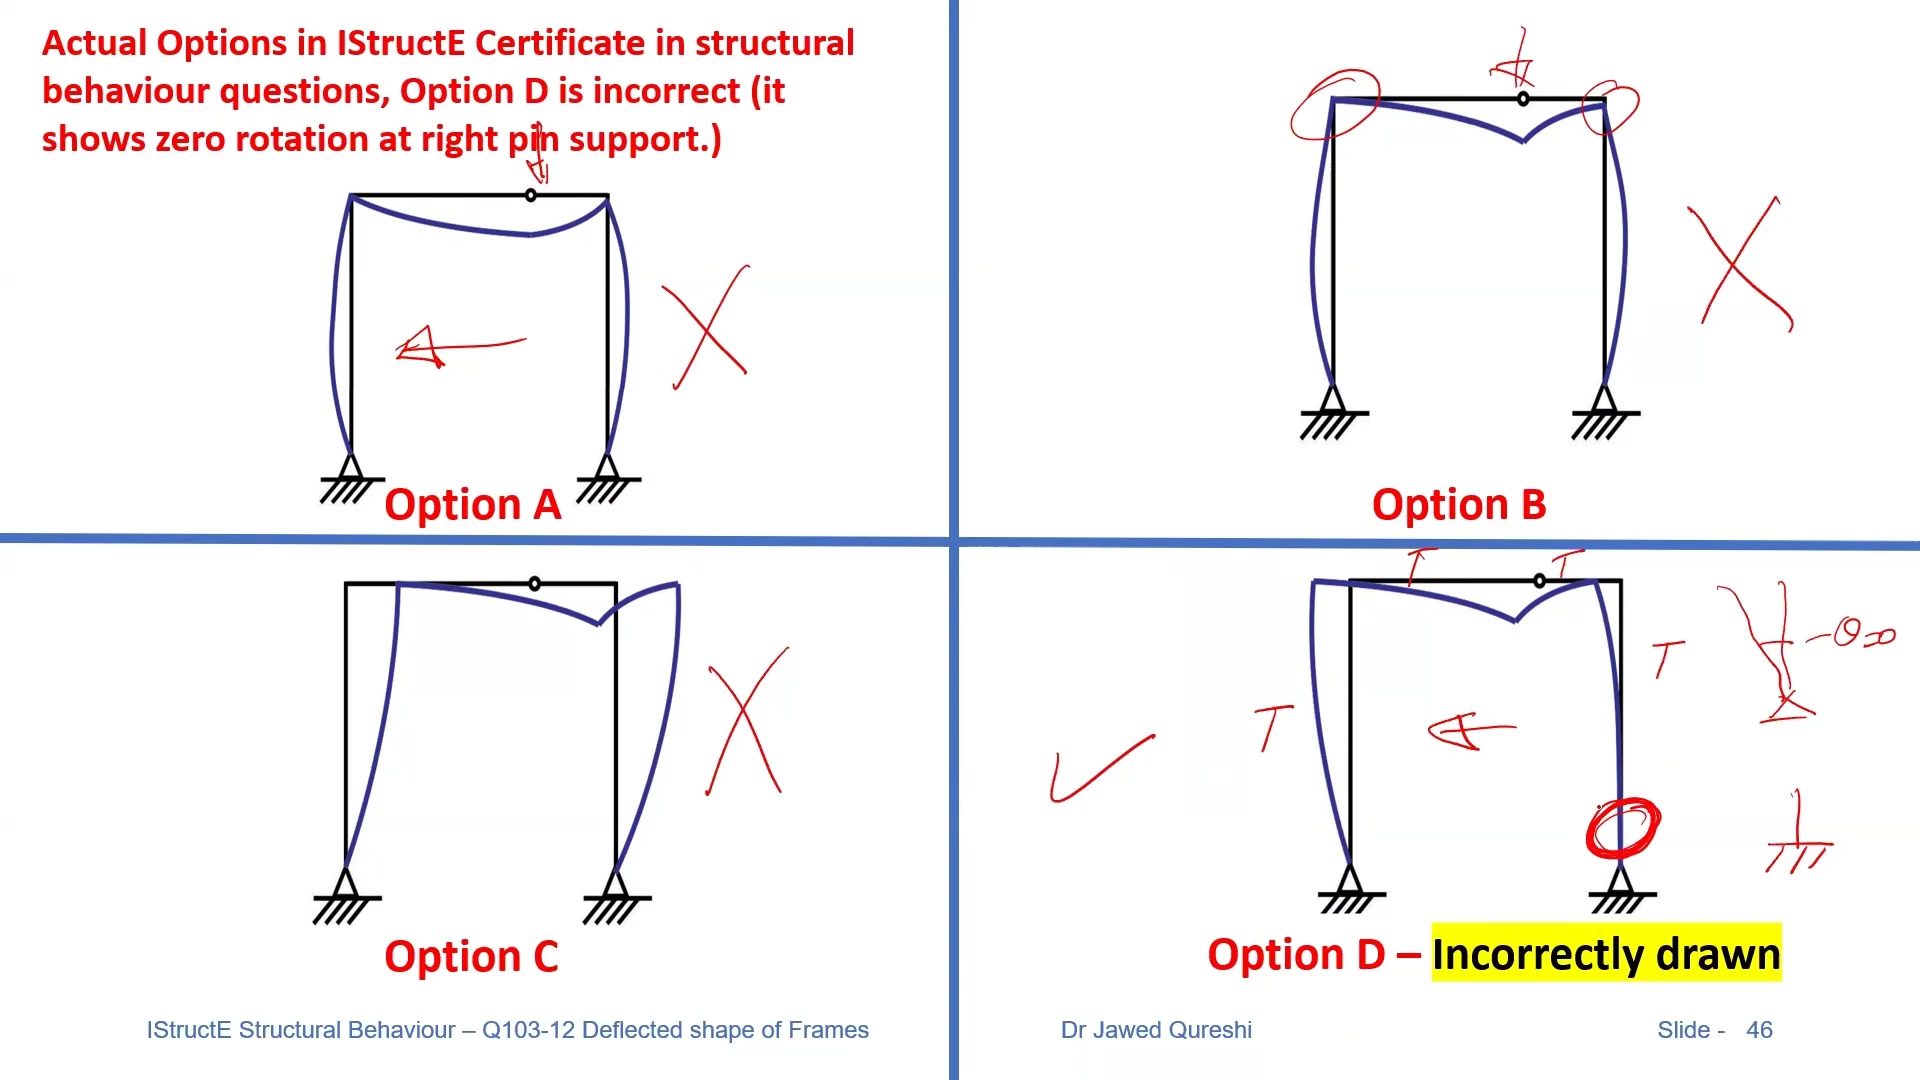 Actual Options in IStructE Certificate in structural
behaviour questions, Option D is incorrect (it
shows zero rotation at right pin support.)
Option A
Option B
T
T
T
T
Option C
Option D – Incorrectly drawn
IStructE Structural Behaviour – Q103-12 Deflected shape of Frames
Dr Jawed Qureshi
Slide - 46